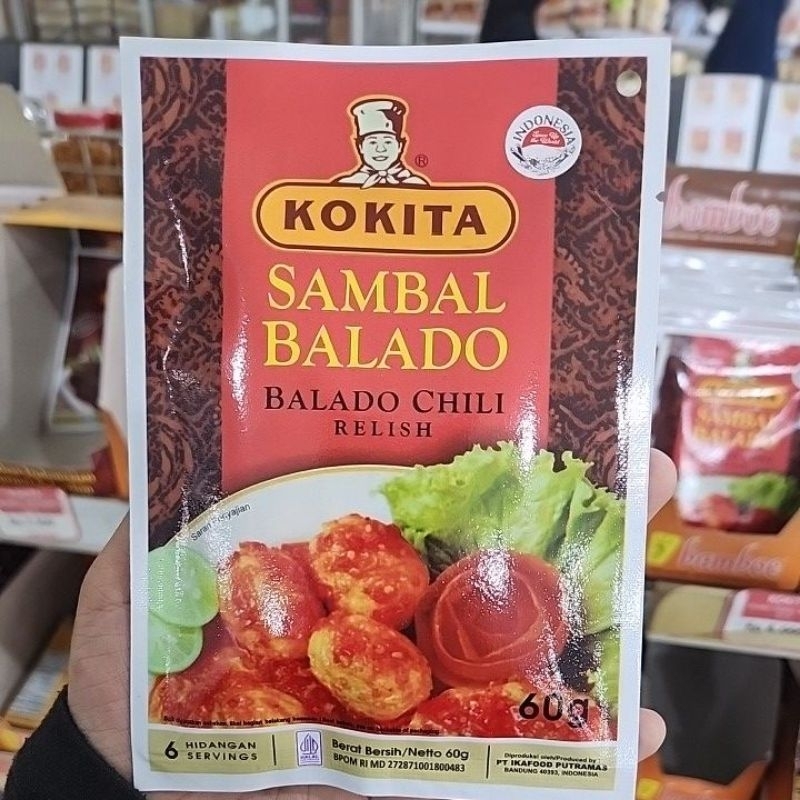 INDONESIA
®
KOKITA
SAMBAL
BALADO
BALADO CHILI
RELISH
Saran Penyajian
60g
6 HIDANGAN
SERVINGS
HALAL
Berat Bersih/Netto 60g
BPOM RI MD 272871001800483
Diproduksi oleh/Produced by :
PT IKAFOOD PUTRAMAS
BANDUNG 40393, INDONESIA
bamboe
SAMBAL
BALADO
bamboe